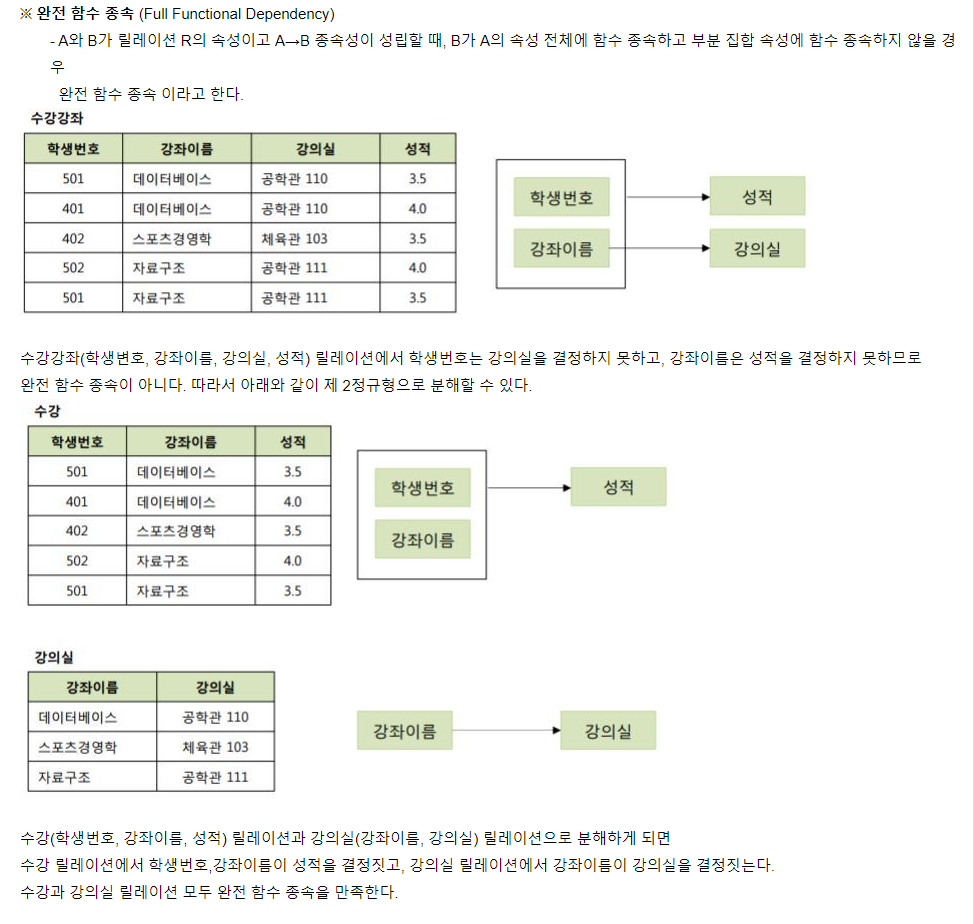 ※ 완전 함수 종속 (Full Functional Dependency)
- A와 B가 릴레이션 R의 속성이고 A→B 종속성이 성립할 때, B가 A의 속성 전체에 함수 종속하고 부분 집합 속성에 함수 종속하지 않을 경
우
완전 함수 종속 이라고 한다.
수강강좌
학생번호 강좌이름 강의실 성적
501 데이터베이스 공학관 110 3.5
401 데이터베이스 공학관 110 4.0
402 스포츠경영학 체육관 103 3.5
502 자료구조 공학관 111 4.0
501 자료구조 공학관 111 3.5
학생번호 성적
강좌이름 강의실
수강강좌(학생변호, 강좌이름, 강의실, 성적) 릴레이션에서 학생번호는 강의실을 결정하지 못하고, 강좌이름은 성적을 결정하지 못하므로
완전 함수 종속이 아니다. 따라서 아래와 같이 제 2정규형으로 분해할 수 있다.
수강
학생번호 강좌이름 성적
501 데이터베이스 3.5
401 데이터베이스 4.0
402 스포츠경영학 3.5
502 자료구조 4.0
501 자료구조 3.5
학생번호 성적
강좌이름
강의실
강좌이름 강의실
데이터베이스 공학관 110
스포츠경영학 체육관 103
자료구조 공학관 111
강좌이름 강의실
수강(학생번호, 강좌이름, 성적) 릴레이션과 강의실(강좌이름, 강의실) 릴레이션으로 분해하게 되면
수강 릴레이션에서 학생번호,강좌이름이 성적을 결정짓고, 강의실 릴레이션에서 강좌이름이 강의실을 결정짓는다.
수강과 강의실 릴레이션 모두 완전 함수 종속을 만족한다.